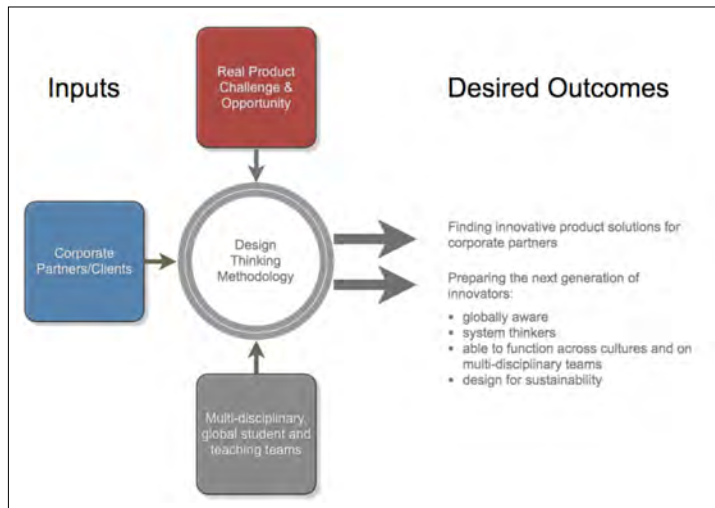 Inputs
Real Product
Challenge &
Opportunity
Desired Outcomes
Corporate
Partners/Clients
Design
Thinking
Methodology
Multi-disciplinary,
global student and
teaching teams
Finding innovative product solutions for
corporate partners
Preparing the next generation of
innovators:
▪ globally aware
▪ system thinkers
▪ able to function across cultures and on
multi-disciplinary teams
▪ design for sustainability